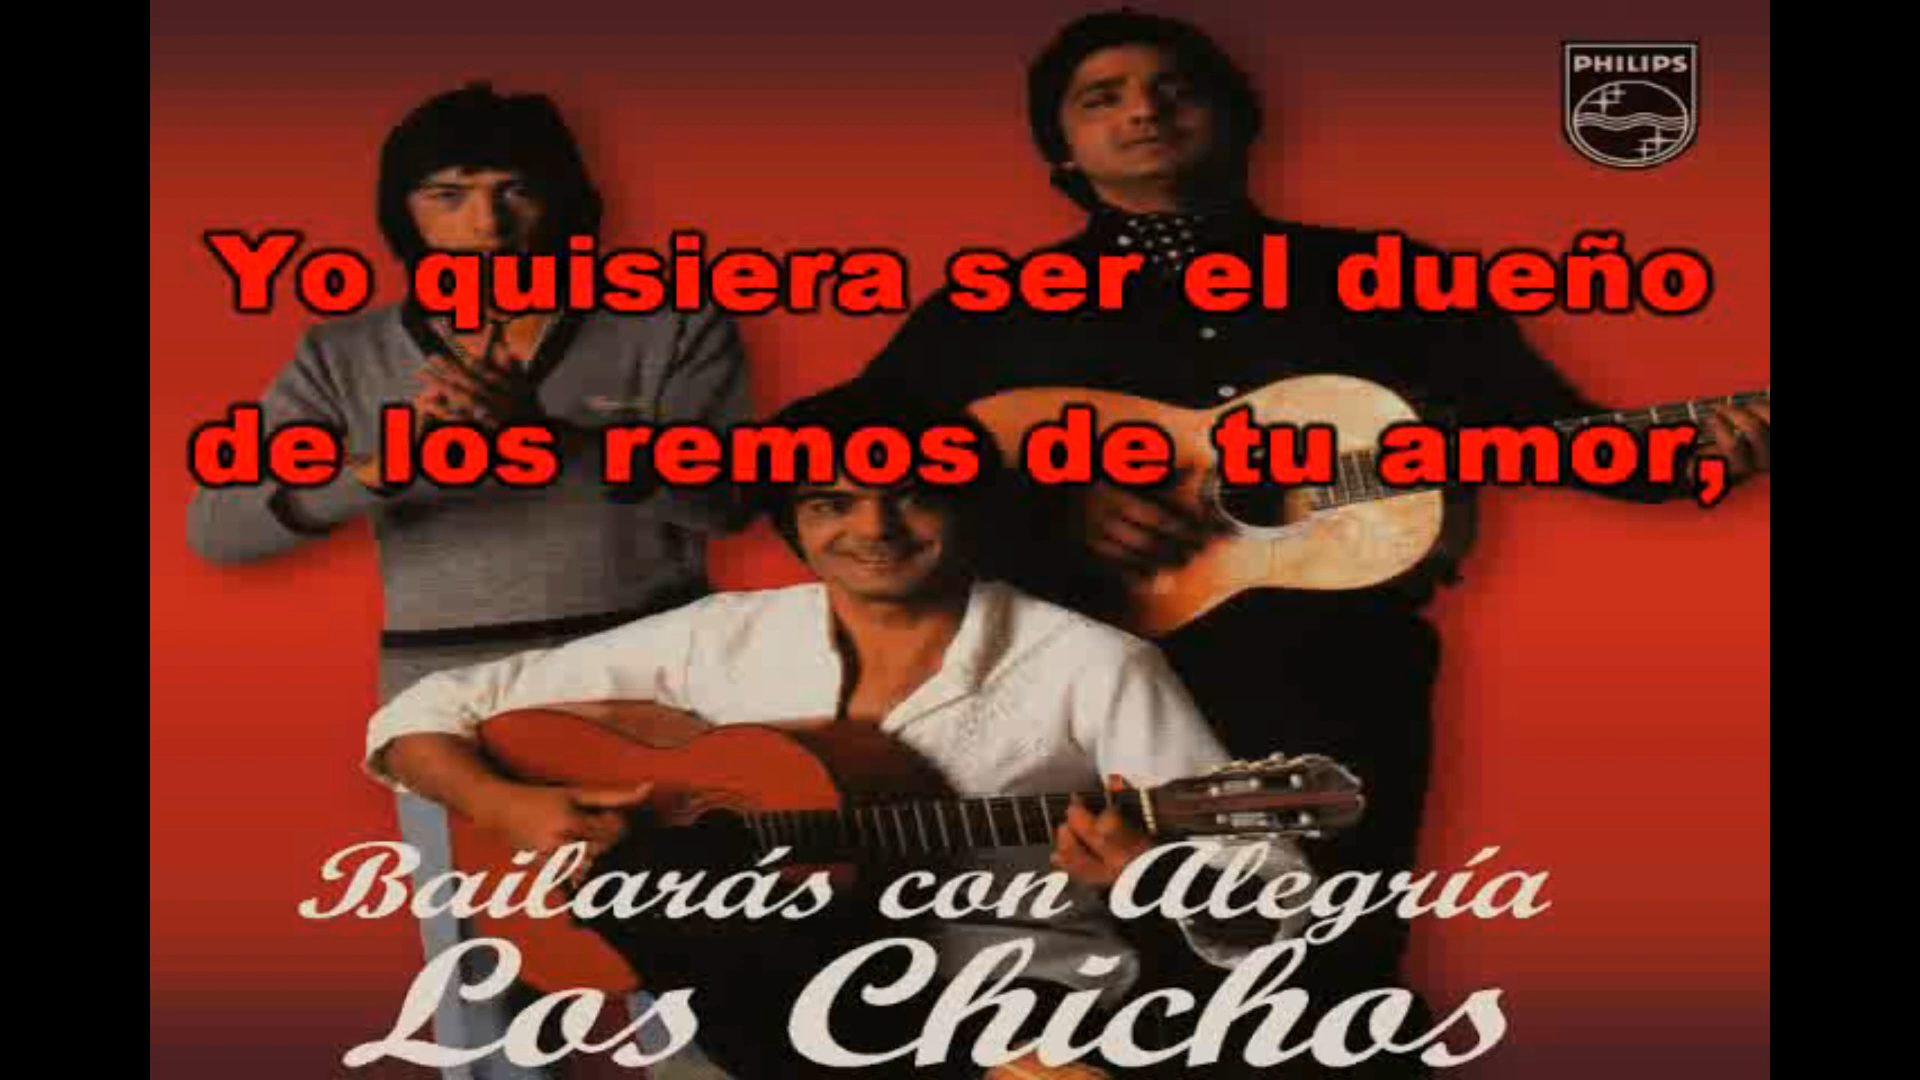 PHILIPS
Yo quisiera ser el dueño
de los remos de tu amor,
Bailarás con Alegría
Los Chichos